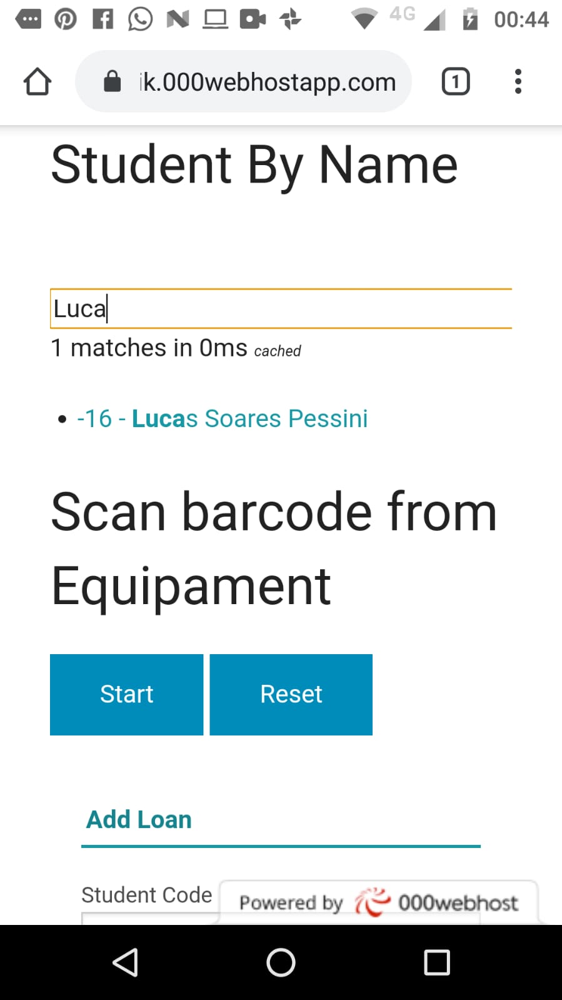 4G 00:44
ik.000webhostapp.com 1
Student By Name
Luca
1 matches in 0ms cached
-16 - Lucas Soares Pessini
Scan barcode from
Equipament
Start Reset
Add Loan
Student Code
Powered by 000webhost